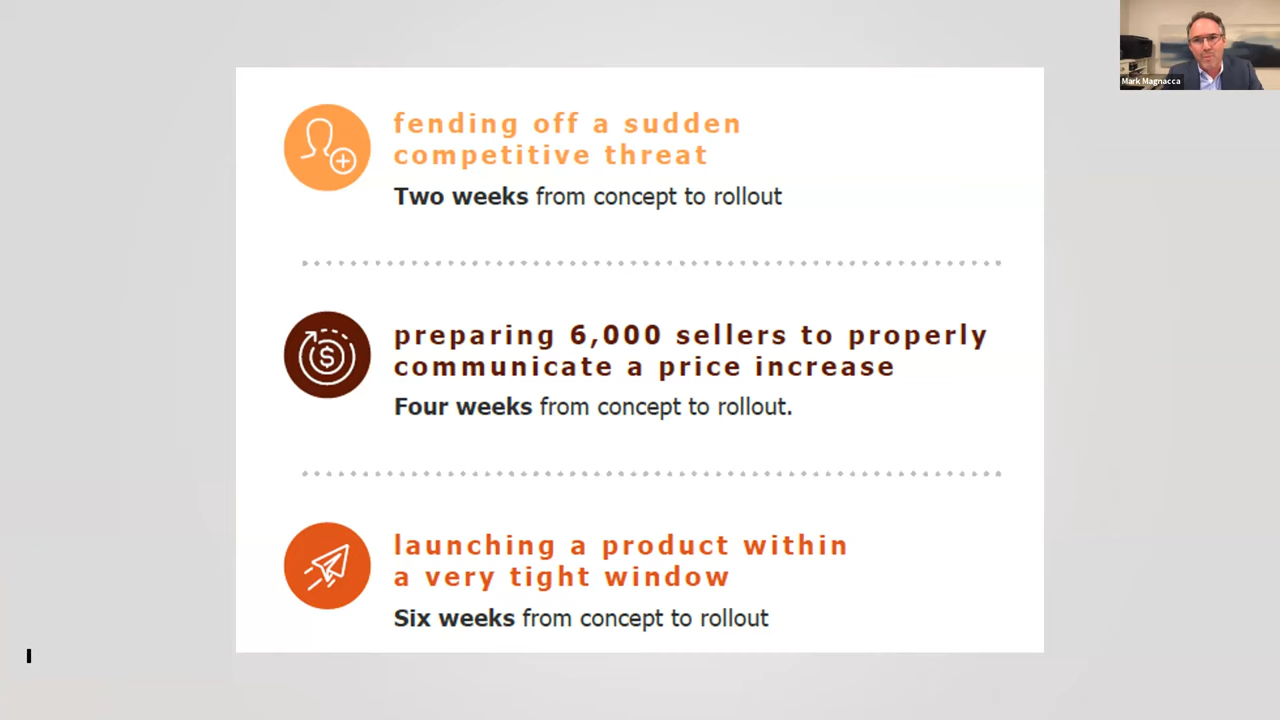 Mark Magnacca
fending off a sudden
competitive threat
Two weeks from concept to rollout
preparing 6,000 sellers to properly
communicate a price increase
Four weeks from concept to rollout.
launching a product within
a very tight window
Six weeks from concept to rollout